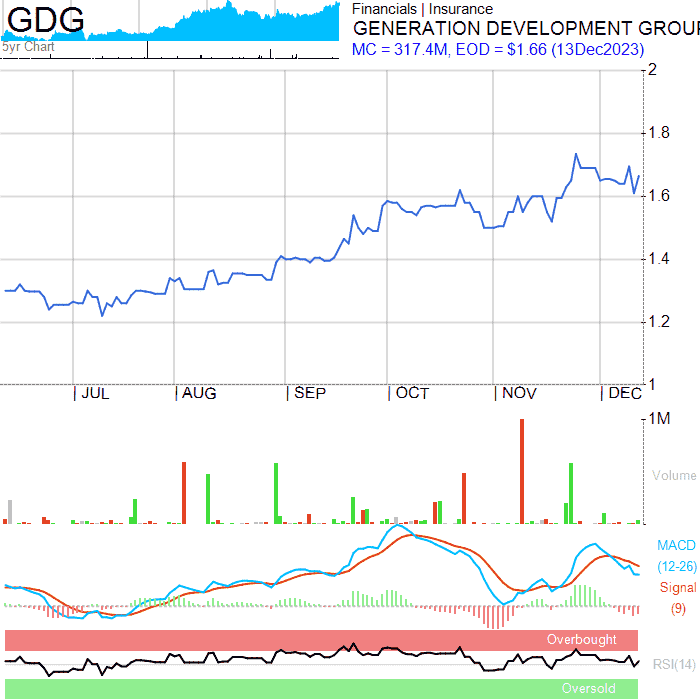 GDG
5yr Chart
Financials | Insurance
GENERATION DEVELOPMENT GROU
MC = 317.4M, EOD = $1.66 (13Dec2023)
2
1.8
1.6
1.4
1.2
1
| JUL | AUG | SEP | OCT | NOV | DEC
1M
Volume
MACD
(12-26)
Signal
(9)
Overbought
RSI(14)
Oversold